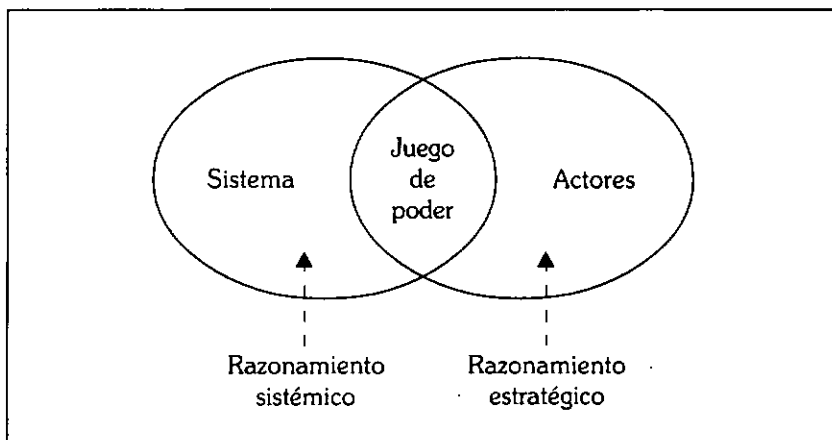 Sistema
Juego
de
poder
Actores
Razonamiento
sistémico
Razonamiento
estratégico